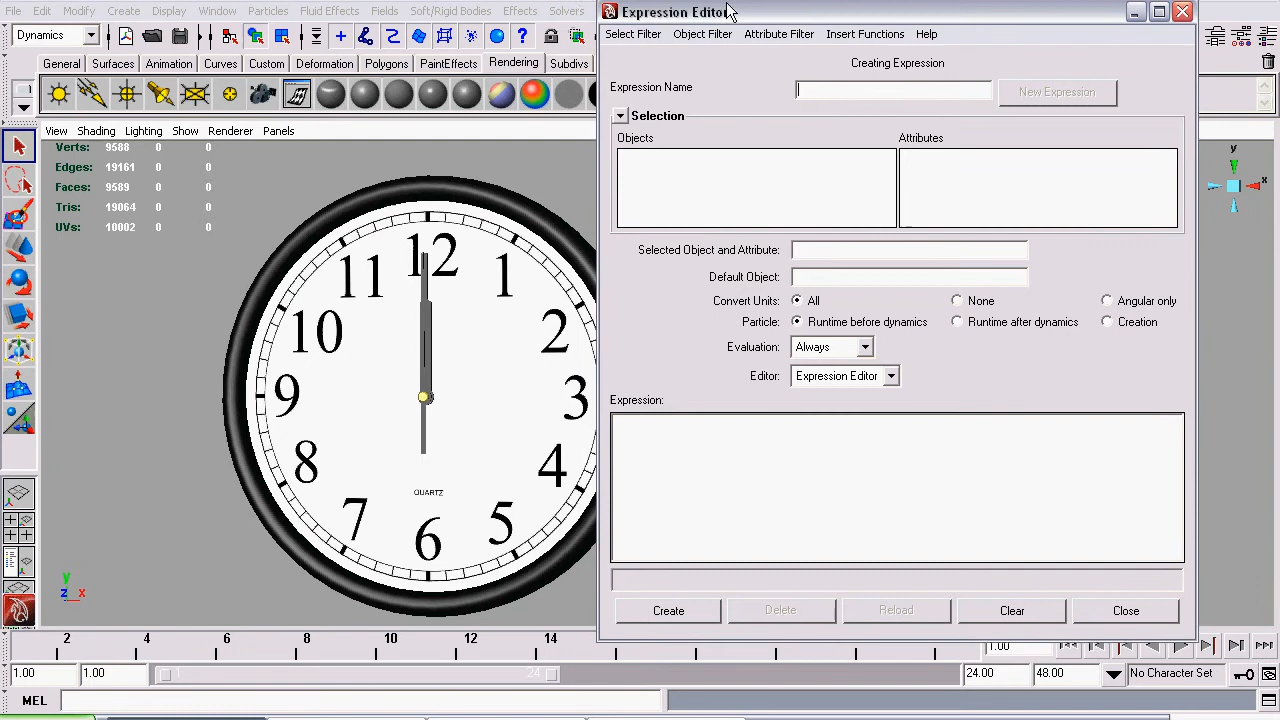 File Edit Modify Create Display Window Particles Fluid Effects Fields Soft/Rigid Bodies Effects Solvers
Expression Editor
Dynamics
Select Filter Object Filter Attribute Filter Insert Functions Help
General Surfaces Animation Curves Custom Deformation Polygons PaintEffects Rendering Subdivs
Creating Expression
Expression Name
New Expression
Selection
View Shading Lighting Show Renderer Panels
Objects Attributes
Verts: 9588 0 0
Edges: 19161 0 0
Faces: 9589 0 0
Tris: 19064 0 0
UVs: 10002 0 0
y
x
12
1
2
3
4
5
6
7
8
9
10
11
QUARTZ
Selected Object and Attribute:
Default Object:
Convert Units: All None Angular only
Particle: Runtime before dynamics Runtime after dynamics Creation
Evaluation: Always
Editor: Expression Editor
Expression:
y
z x
Create Delete Reload Clear Close
2 4 6 8 10 12 14
1.00
1.00 1.00 1 24 24.00 48.00 No Character Set
MEL